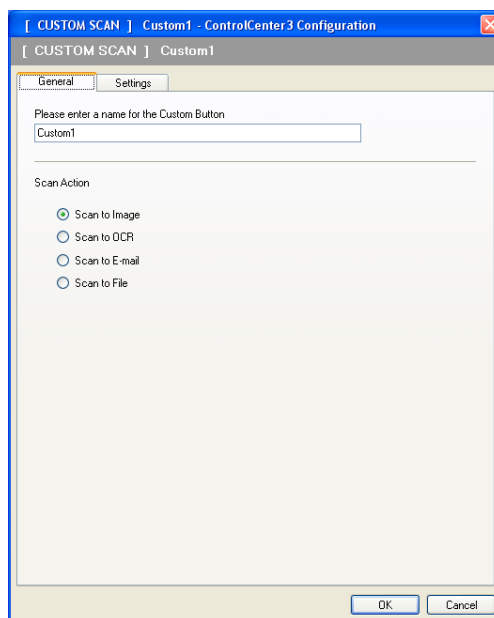 [ CUSTOM SCAN ] Custom1 - ControlCenter3 Configuration
[ CUSTOM SCAN ] Custom1
General Settings
Please enter a name for the Custom Button
Custom1
Scan Action
Scan to Image
Scan to OCR
Scan to E-mail
Scan to File
OK Cancel